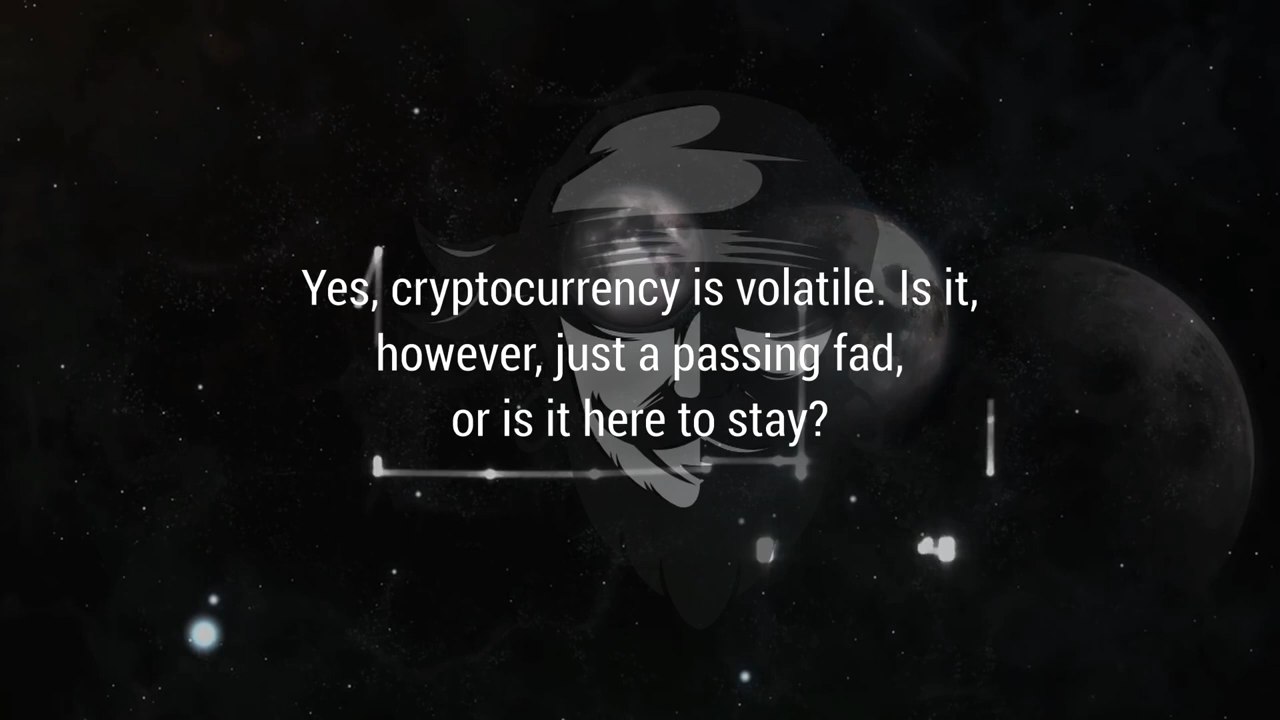 Yes, cryptocurrency is volatile. Is it,
however, just a passing fad,
or is it here to stay?